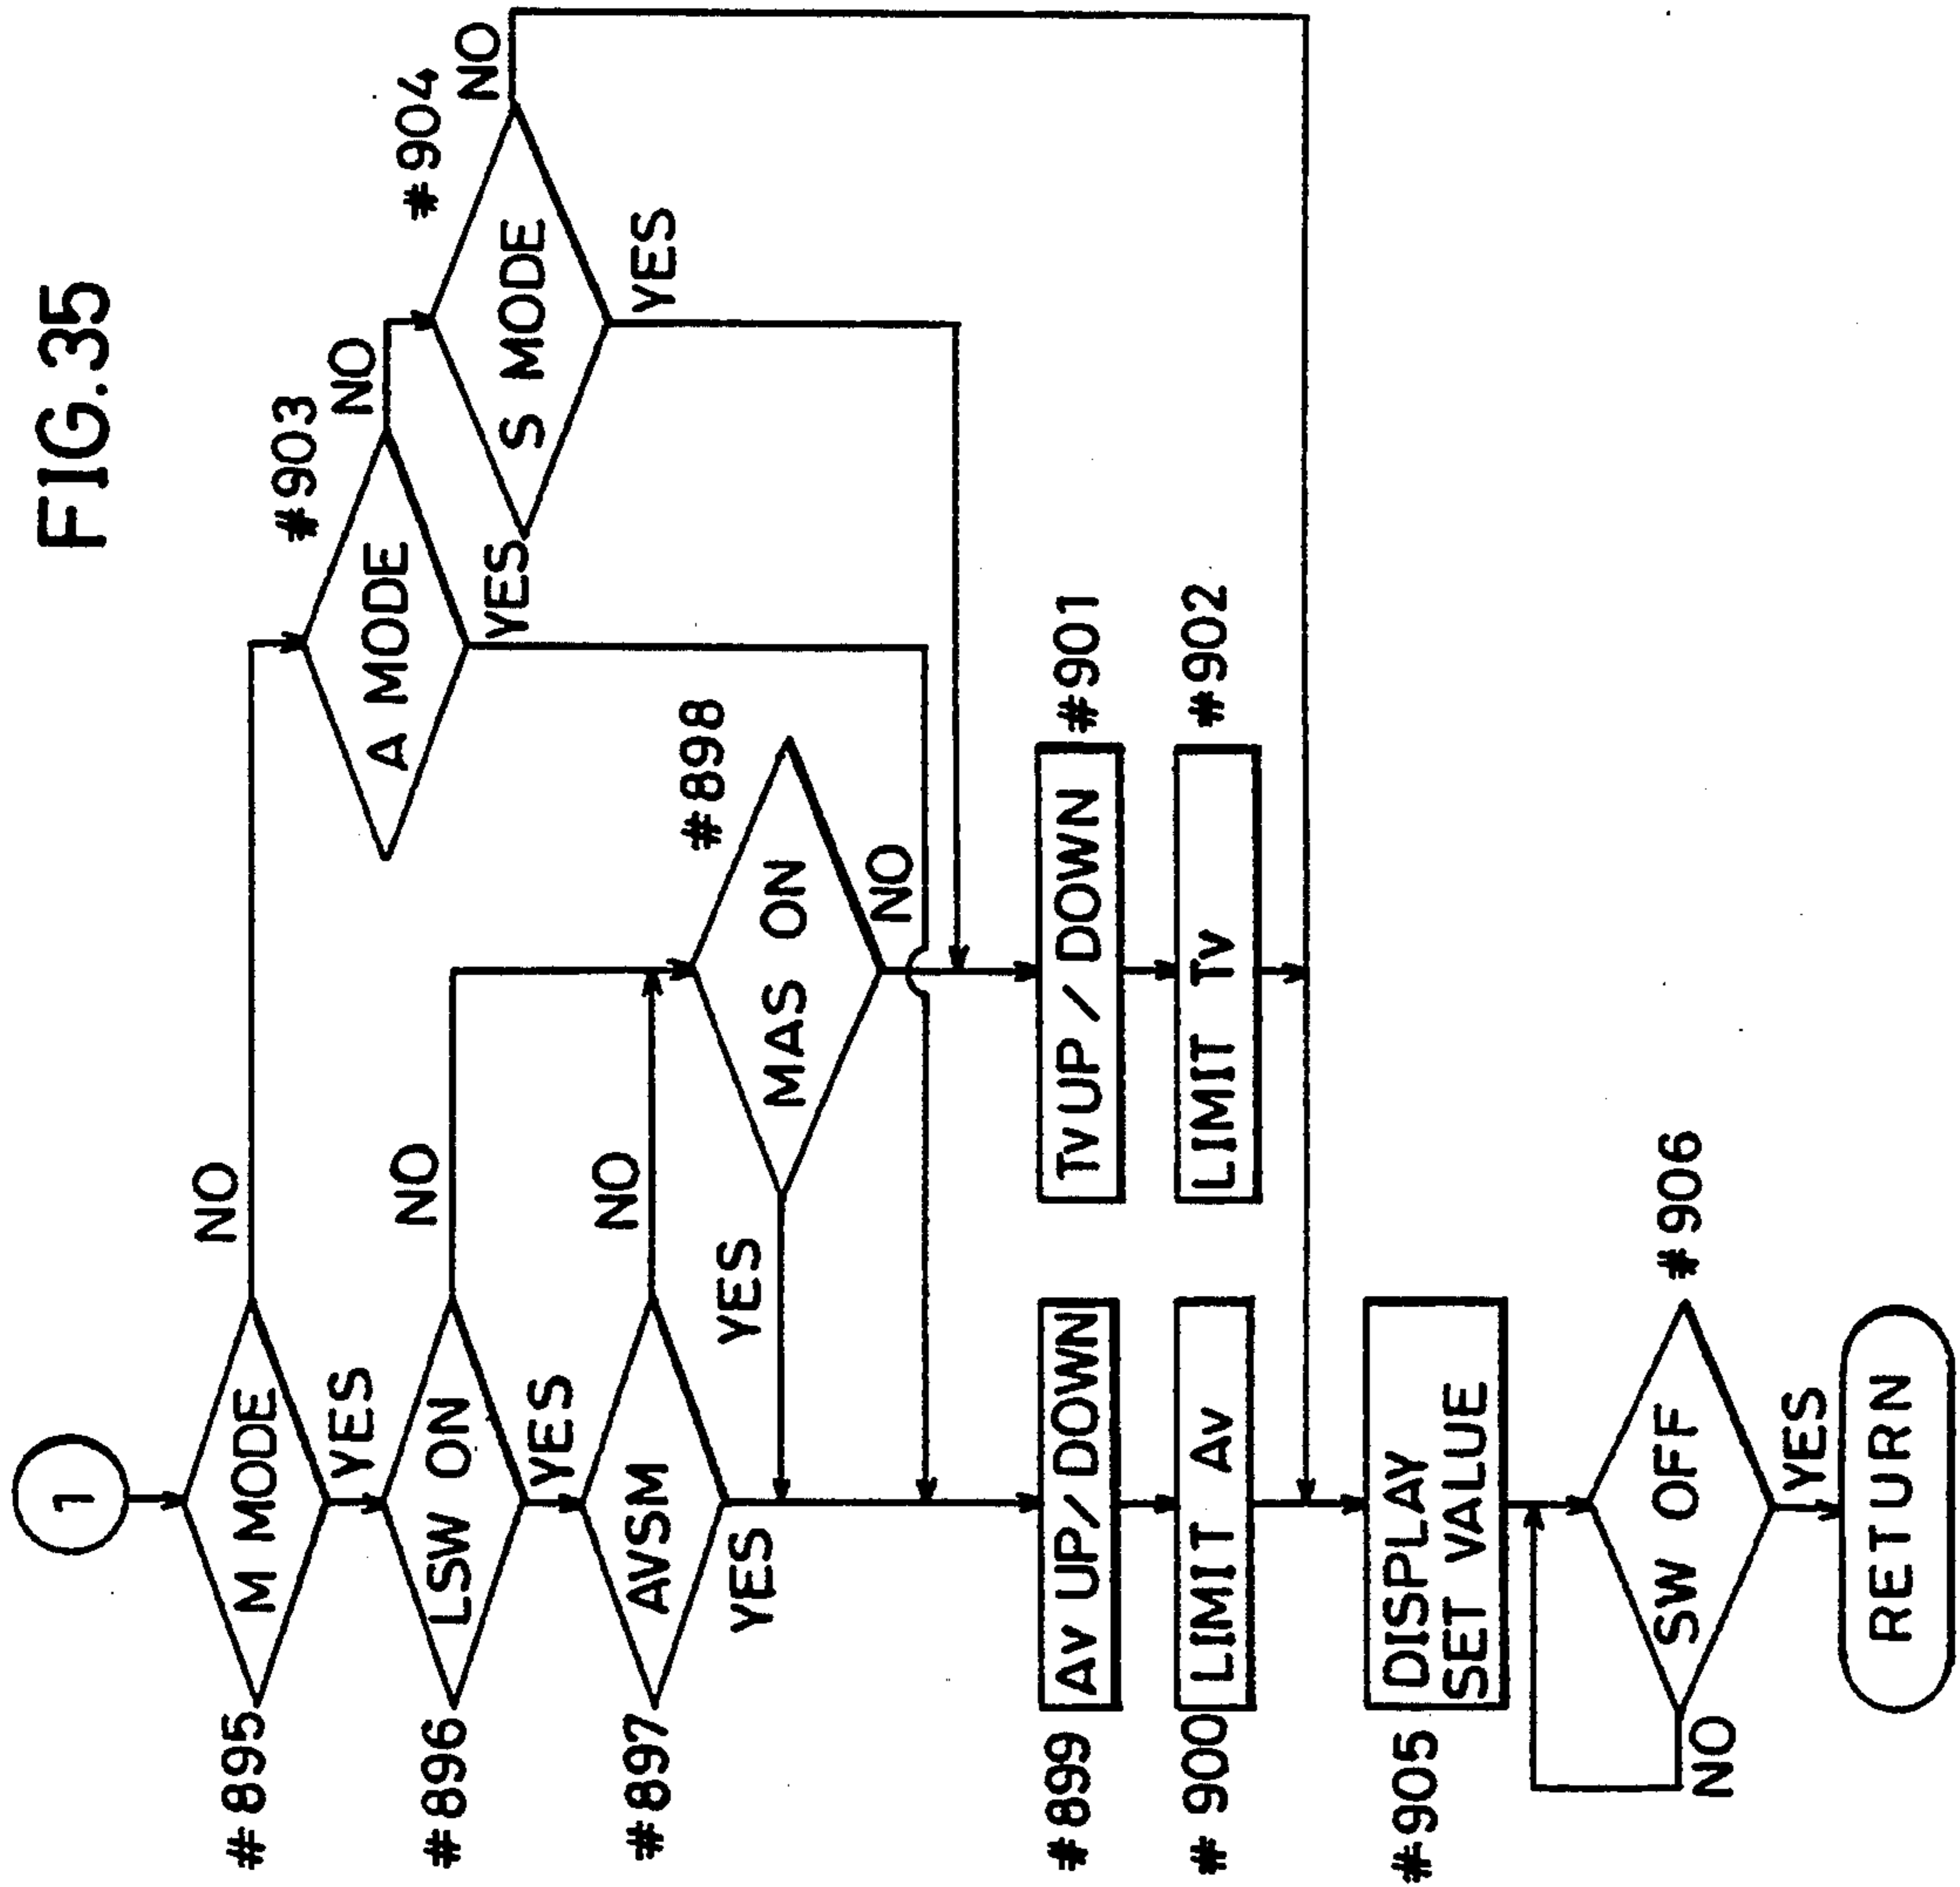 FIG.35
1
#895
M MODE
NO
YES
#896
LSW ON
NO
YES
#897
AVSM
NO
YES
#898
MAS ON
YES
NO
#903
A MODE
NO
YES
#904
S MODE
NO
YES
#899
AV UP/DOWN
#900
LIMIT AV
#901
TV UP/DOWN
#902
LIMIT TV
#905
DISPLAY
SET VALUE
#906
SW OFF
NO
YES
RETURN